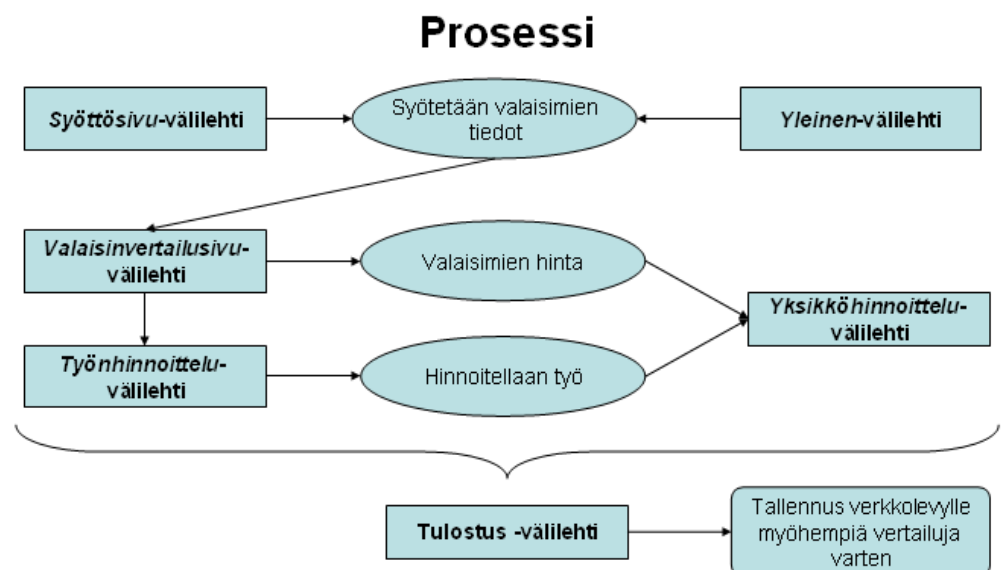 Prosessi
Syöttösivu-välilehti
Syötetään valaisimien
tiedot
Yleinen-välilehti
Valaisinvertailusivu-
välilehti
Valaisimien hinta
Yksikköhinnoittelu-
välilehti
Työnhinnoittelu-
välilehti
Hinnoitellaan työ
Tulostus -välilehti
Tallennus verkkolevylle
myöhempiä vertailuja
varten